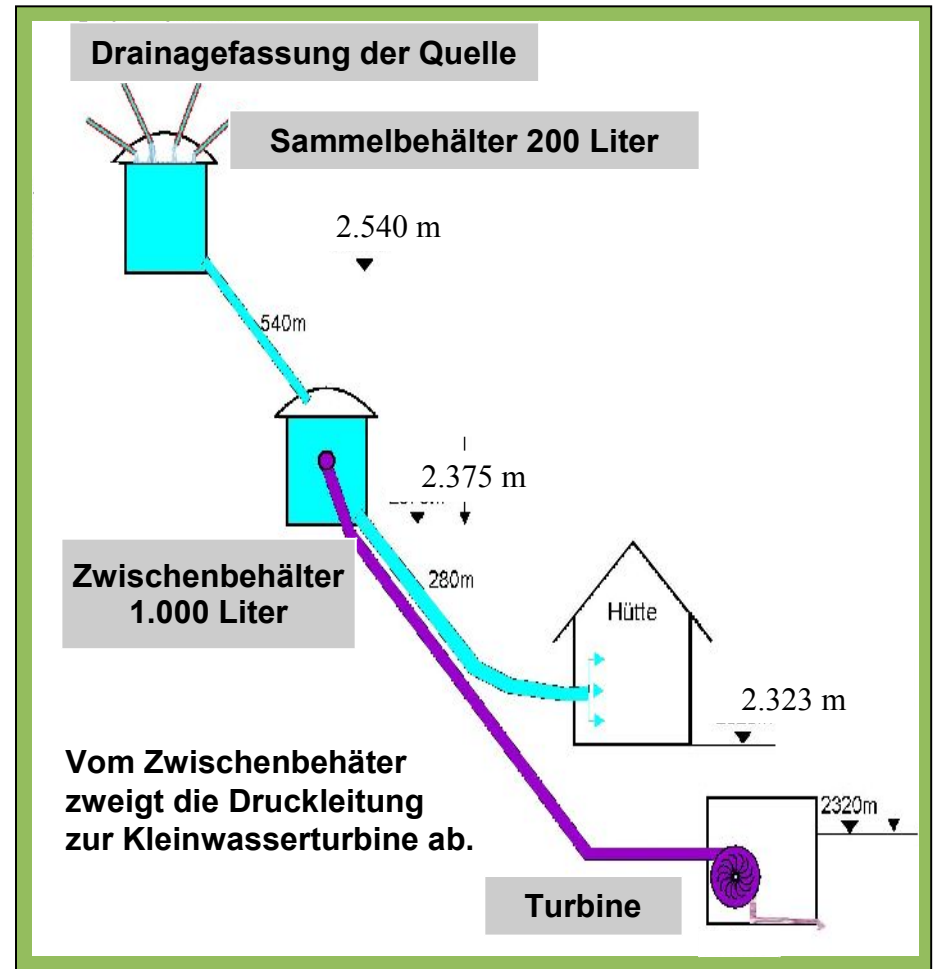 Drainagefassung der Quelle
Sammelbehälter 200 Liter
2.540 m
540m
2.375 m
Zwischenbehälter
1.000 Liter
280m
Hütte
2.323 m
Vom Zwischenbehäter
zweigt die Druckleitung
zur Kleinwasserturbine ab.
2320m
Turbine